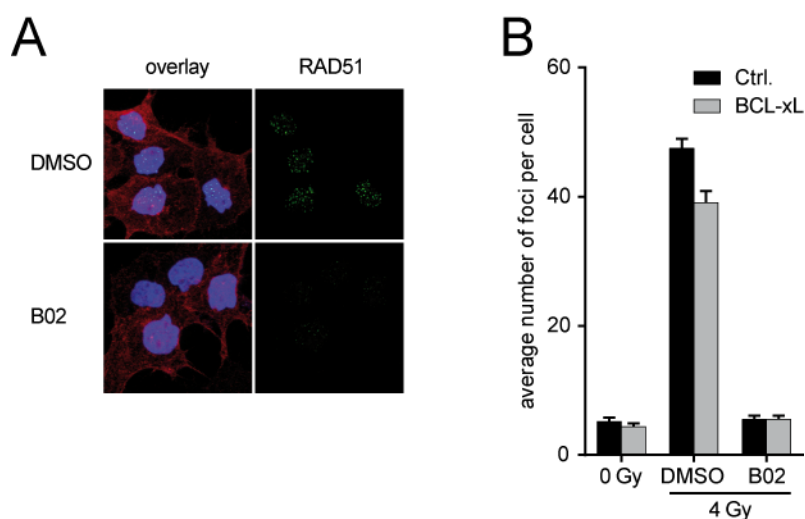 A
overlay RAD51
DMSO
B02
B
60
40
20
0
average number of foci per cell
Ctrl.
BCL-xL
0 Gy DMSO B02
4 Gy